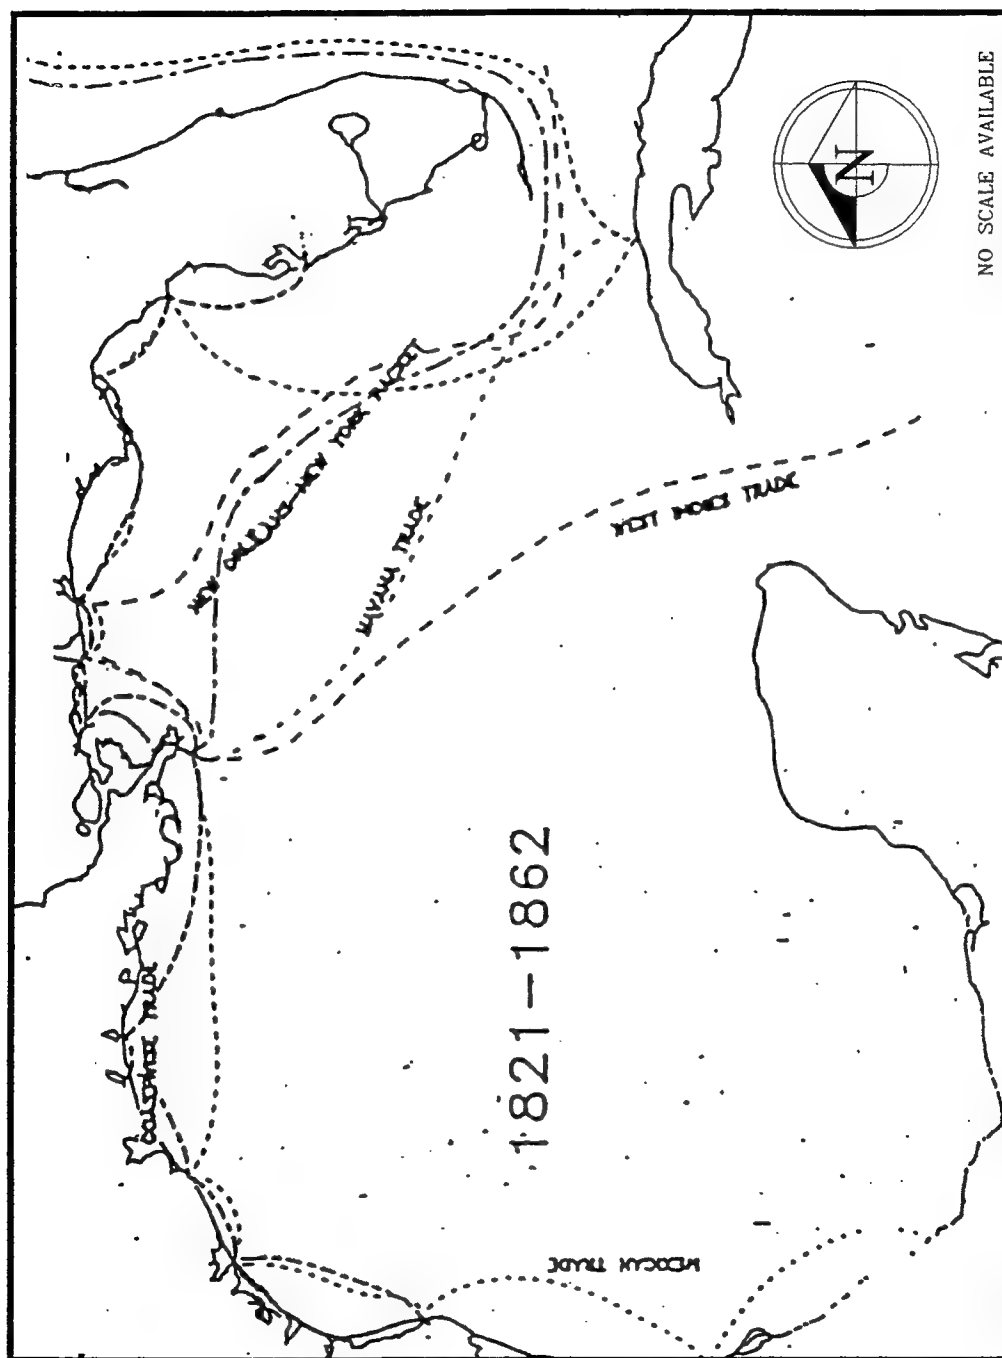 COASTWISE TRADE
NEW ORLEANS-NEW YORK PACKET
HAVANA TRADE
WEST INDIES TRADE
1821-1862
MEXICAN TRADE
N
NO SCALE AVAILABLE